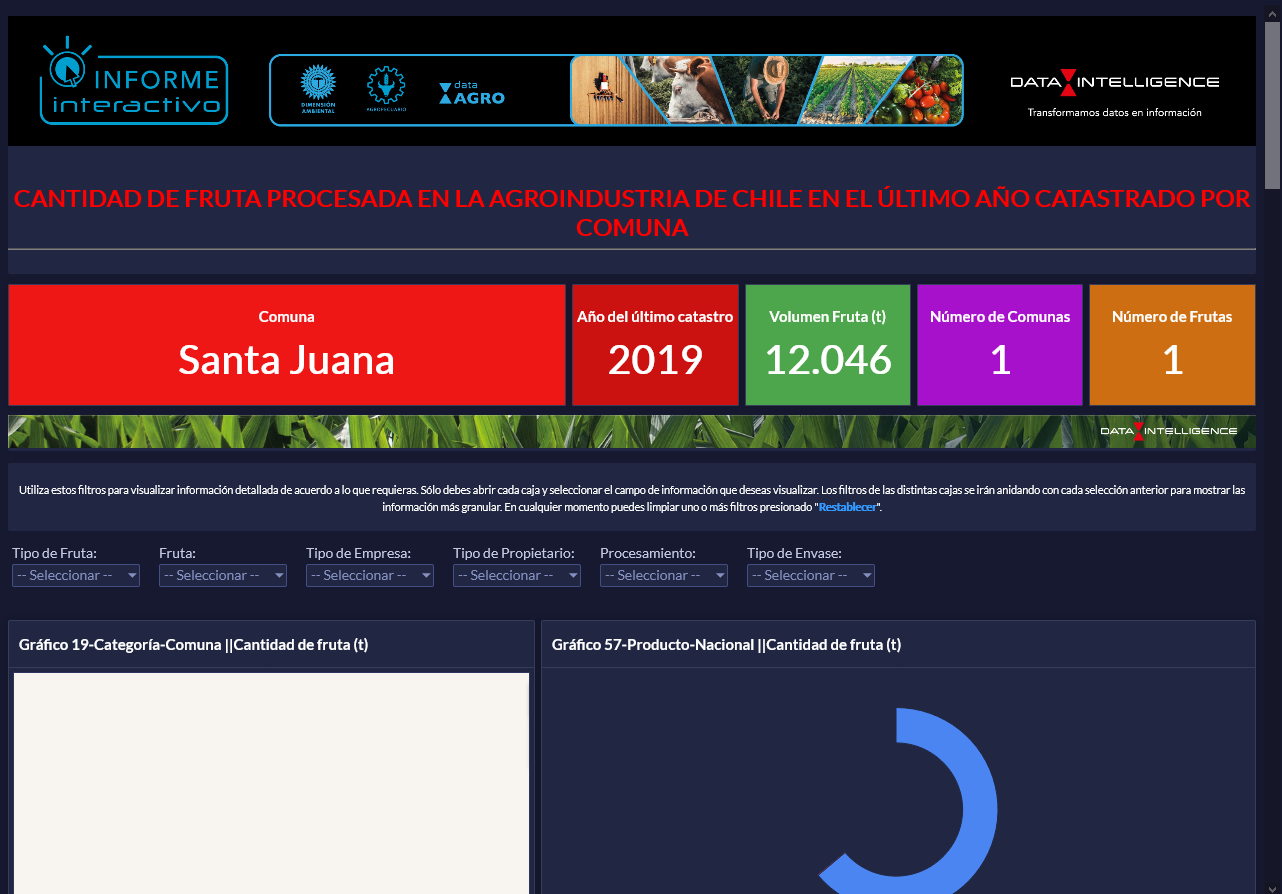 INFORME
interactivo
DIMENSIÓN
AMBIENTAL
AGROPECUARIO
data
AGRO
DATA INTELLIGENCE
Transformamos datos en información
CANTIDAD DE FRUTA PROCESADA EN LA AGROINDUSTRIA DE CHILE EN EL ÚLTIMO AÑO CATASTRADO POR
COMUNA
Comuna
Santa Juana
Año del último catastro
2019
Volumen Fruta (t)
12.046
Número de Comunas
1
Número de Frutas
1
DATA INTELLIGENCE
Utiliza estos filtros para visualizar información detallada de acuerdo a lo que requieras. Sólo debes abrir cada caja y seleccionar el campo de información que deseas visualizar. Los filtros de las distintas cajas se irán anidando con cada selección anterior para mostrar las
información más granular. En cualquier momento puedes limpiar uno o más filtros presionado "Restablecer".
Tipo de Fruta:
-- Seleccionar --
Fruta:
-- Seleccionar --
Tipo de Empresa:
-- Seleccionar --
Tipo de Propietario:
-- Seleccionar --
Procesamiento:
-- Seleccionar --
Tipo de Envase:
-- Seleccionar --
Gráfico 19-Categoría-Comuna ||Cantidad de fruta (t)
Gráfico 57-Producto-Nacional ||Cantidad de fruta (t)